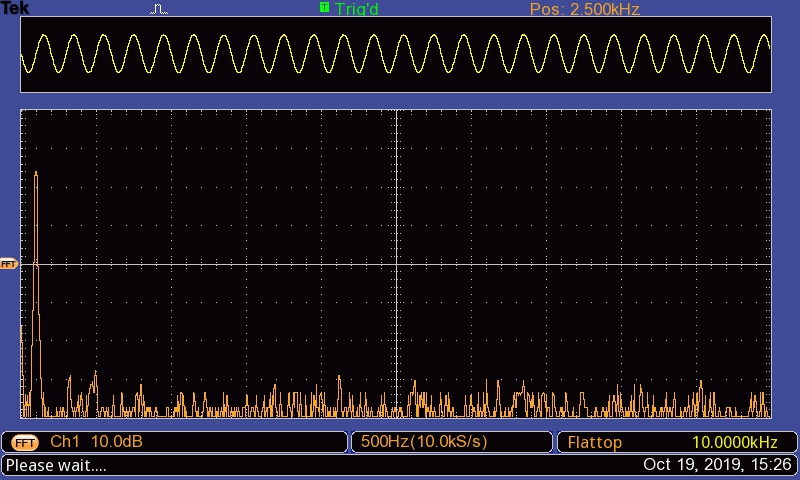 Tek T Trig'd Pos: 2.500kHz
FFT
FFT Ch1 10.0dB 500Hz(10.0kS/s) Flattop 10.0000kHz
Please wait.... Oct 19, 2019, 15:26